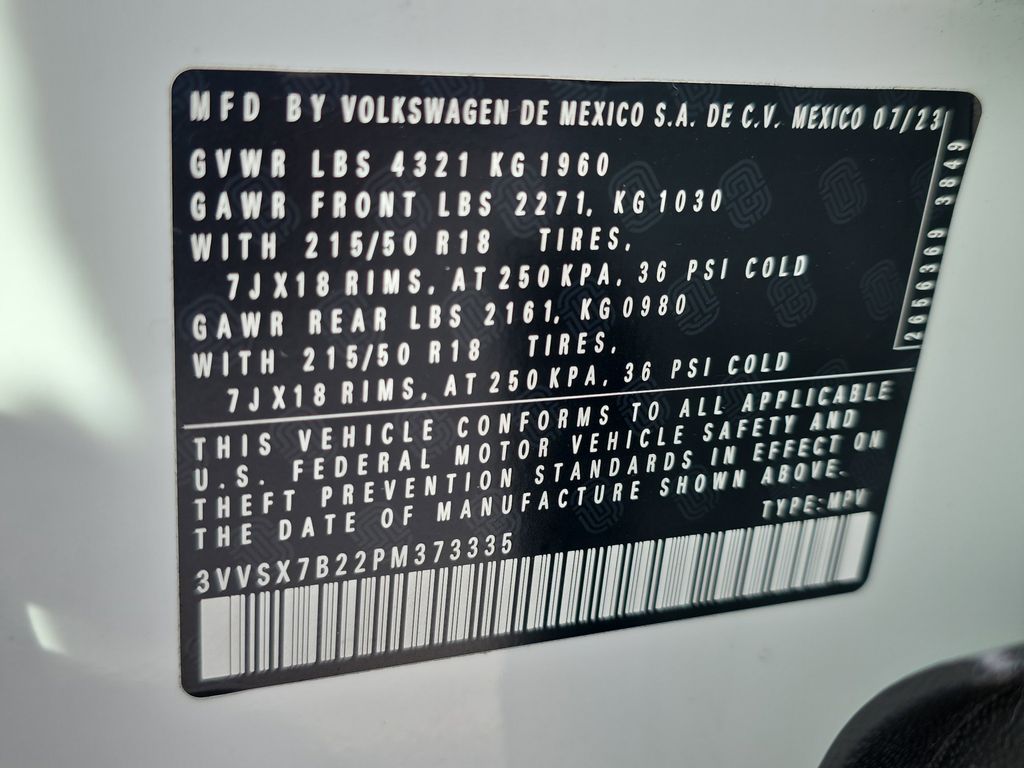 MFD BY VOLKSWAGEN DE MEXICO S.A. DE C.V. MEXICO 07/23
GVWR LBS 4321 KG 1960
GAWR FRONT LBS 2271, KG 1030
WITH 215/50 R18 TIRES,
7JX18 RIMS, AT 250 KPA, 36 PSI COLD
GAWR REAR LBS 2161, KG 0980
WITH 215/50 R18 TIRES,
7JX18 RIMS, AT 250 KPA, 36 PSI COLD
2656369 3849
THIS VEHICLE CONFORMS TO ALL APPLICABLE
U.S. FEDERAL MOTOR VEHICLE SAFETY AND
THEFT PREVENTION STANDARDS IN EFFECT ON
THE DATE OF MANUFACTURE SHOWN ABOVE.
TYPE: MPV
3VVSX7B22PM373335